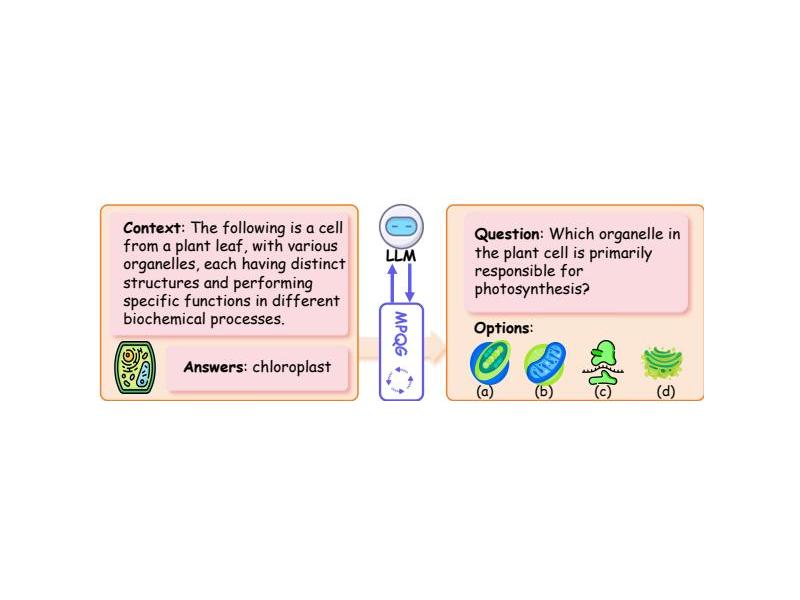 Context: The following is a cell
from a plant leaf, with various
organelles, each having distinct
structures and performing
specific functions in different
biochemical processes.
Answers: chloroplast
LLM
MPQG
Question: Which organelle in
the plant cell is primarily
responsible for
photosynthesis?
Options:
(a) (b) (c) (d)